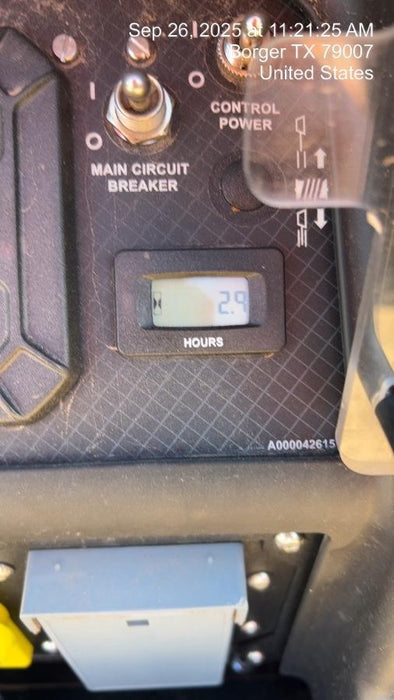 Sep 26, 2025 at 11:21:25 AM
Borger TX 79007
United States
I
O
I
O
CONTROL
POWER
MAIN CIRCUIT
BREAKER
2.9
HOURS
A000042615